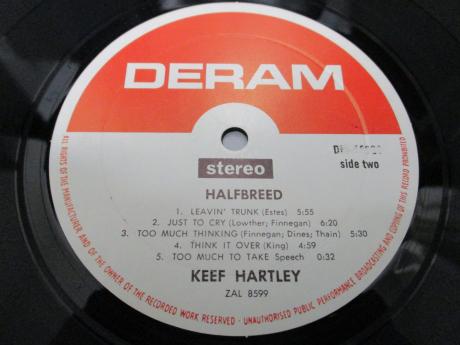 DERAM
stereo
side two
HALFBREED
1. LEAVIN' TRUNK (Estes) 5:55
2. JUST TO CRY (Lowther; Finnegan) 6:20
3. TOO MUCH THINKING (Finnegan; Dines; Thain) 5:30
4. THINK IT OVER (King) 4:59
5. TOO MUCH TO TAKE Speech 0:32
KEEF HARTLEY
ZAL 8599
ALL RIGHTS OF THE MANUFACTURER AND OF THE OWNER OF THE RECORDED WORK RESERVED · UNAUTHORISED PUBLIC PERFORMANCE BROADCASTING AND COPYING OF THIS RECORD PROHIBITED